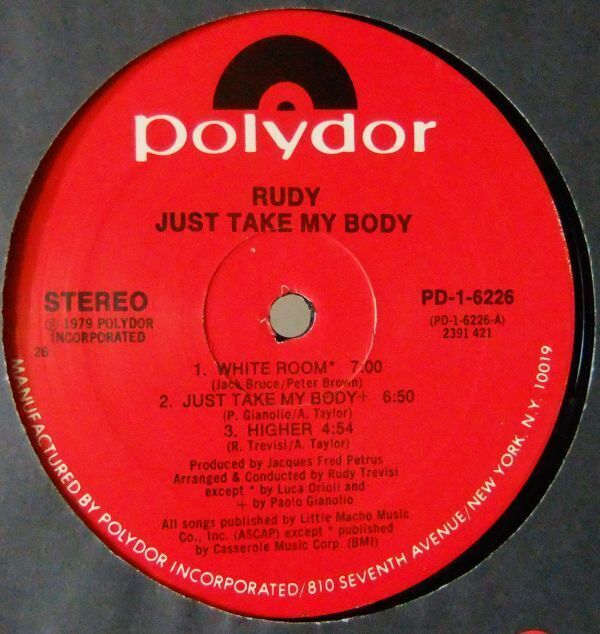 polydor
RUDY
JUST TAKE MY BODY
STEREO
℗ 1979 POLYDOR
INCORPORATED
26
PD-1-6226
(PD-1-6226-A)
2391 421
1. WHITE ROOM* 7:00
(Jack Bruce/Peter Brown)
2. JUST TAKE MY BODY+ 6:50
(P. Gianolio/A. Taylor)
3. HIGHER 4:54
(R. Trevisi/A. Taylor)
Produced by Jacques Fred Petrus
Arranged & Conducted by Rudy Trevisi
except * by Luca Orioli and
+ by Paolo Gianolio
All songs published by Little Macho Music
Co., Inc. (ASCAP) except * published
by Casserole Music Corp. (BMI)
MANUFACTURED BY POLYDOR INCORPORATED/810 SEVENTH AVENUE/NEW YORK, N.Y. 10019